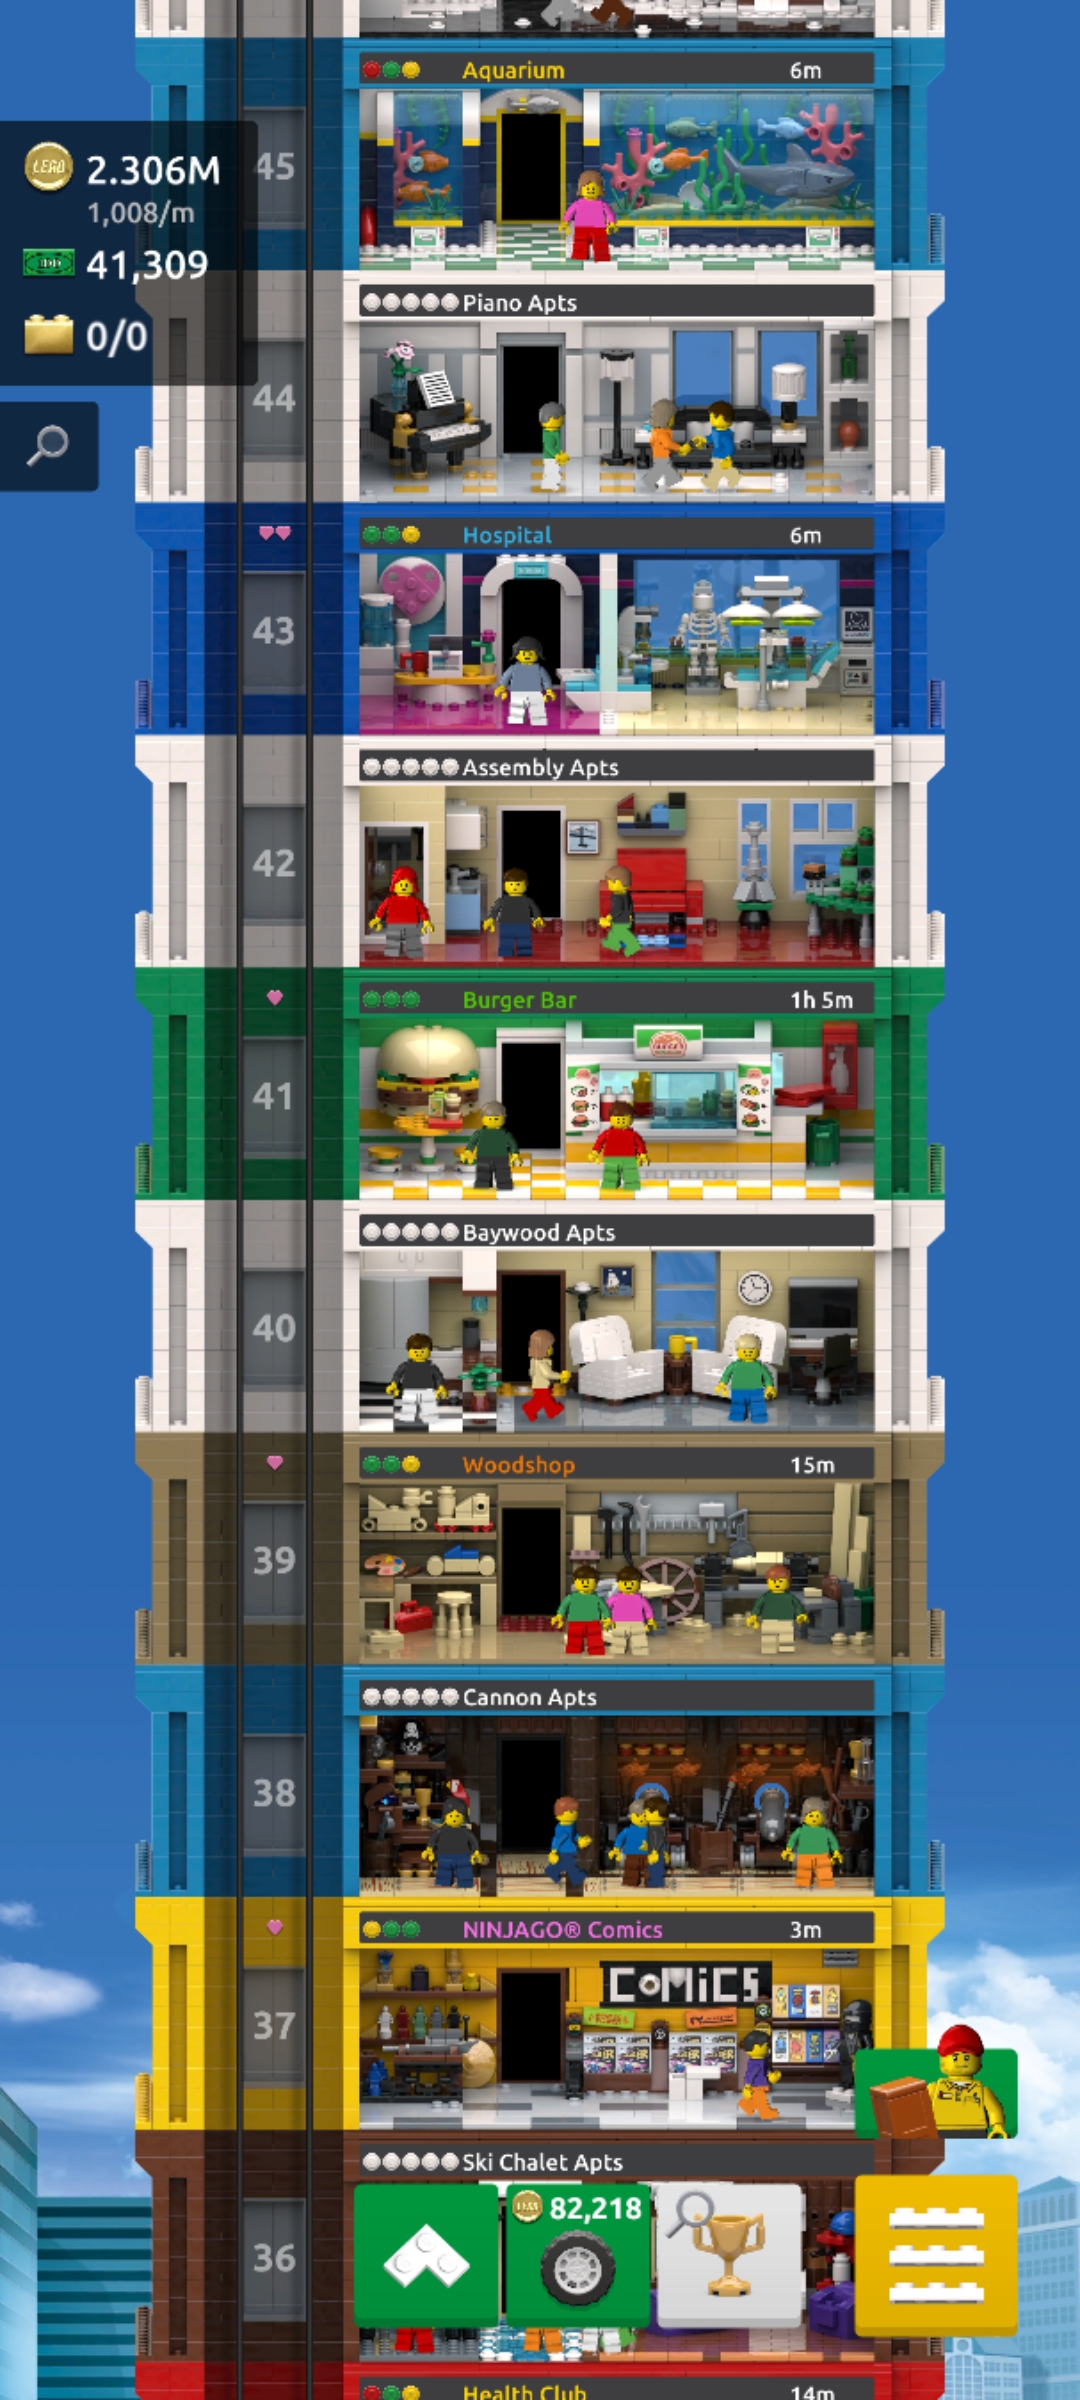 Aquarium 6m
45
LEGO 2.306M
1,008/m
41,309
0/0
Piano Apts
44
Hospital 6m
43
Assembly Apts
42
Burger Bar 1h 5m
41
Baywood Apts
40
Woodshop 15m
39
Cannon Apts
38
NINJAGO® Comics 3m
COMiCS
37
Ski Chalet Apts
82,218
36
Health Club 14m